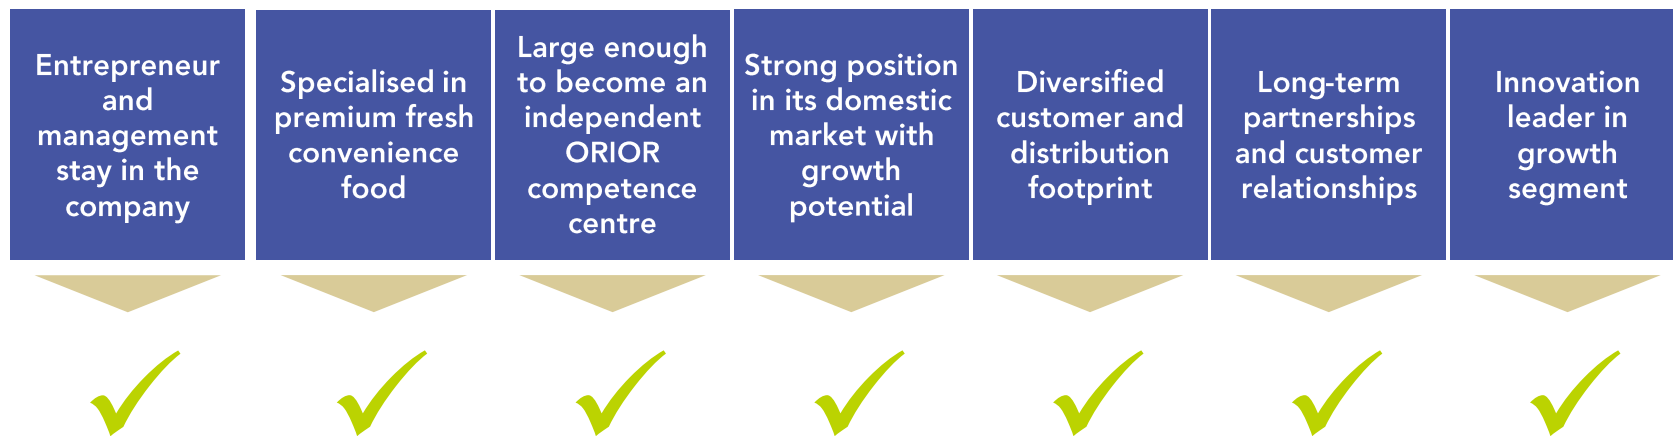 Entrepreneur
and
management
stay in the
company
Specialised in
premium fresh
convenience
food
Large enough
to become an
independent
ORIOR
competence
centre
Strong position
in its domestic
market with
growth
potential
Diversified
customer and
distribution
footprint
Long-term
partnerships
and customer
relationships
Innovation
leader in
growth
segment